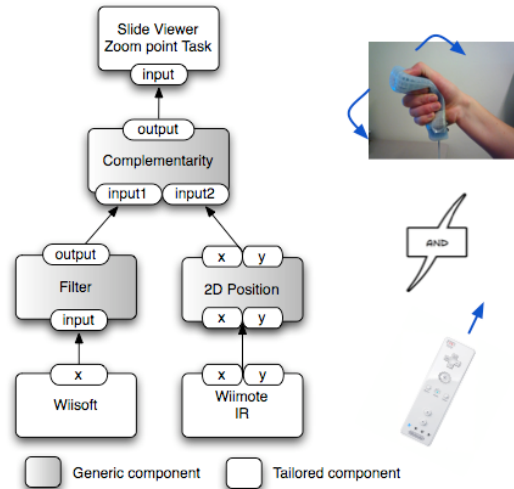 Slide Viewer
Zoom point Task
input
output
Complementarity
input1 input2
output
Filter
input
x y
2D Position
x y
x
Wiisoft
x y
Wiimote
IR
AND
Generic component
Tailored component